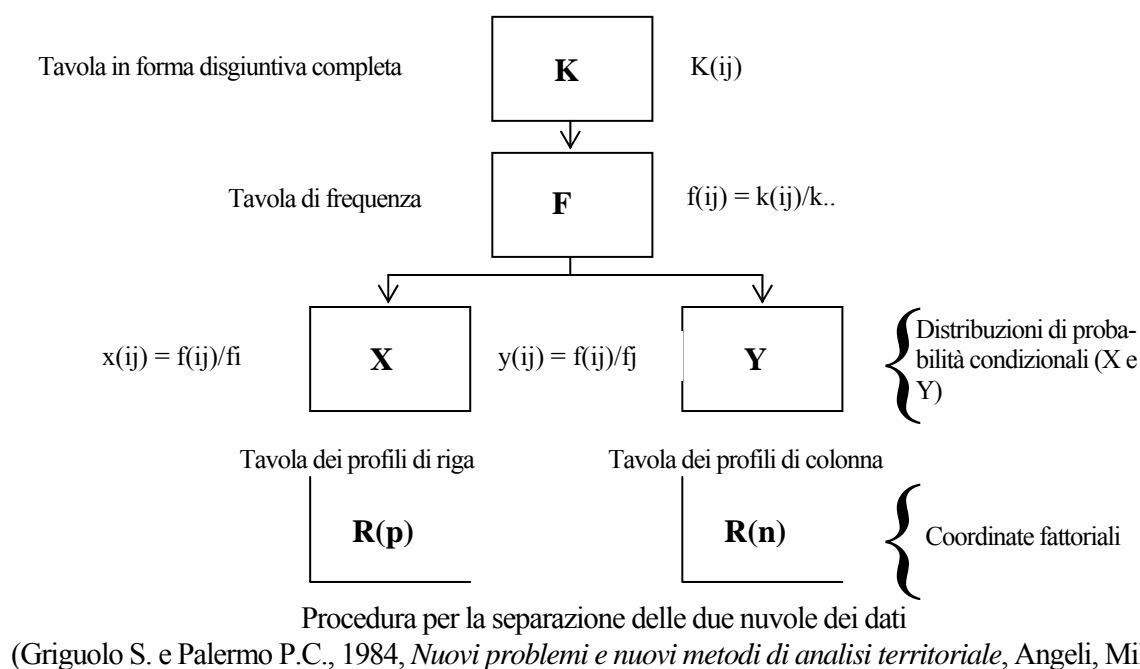 Tavola in forma disgiuntiva completa
K
K(ij)
Tavola di frequenza
F
f(ij) = k(ij)/k..
x(ij) = f(ij)/fi
X
y(ij) = f(ij)/fj
Y
Distribuzioni di proba-
bilità condizionali (X e
Y)
Tavola dei profili di riga
Tavola dei profili di colonna
R(p)
R(n)
Coordinate fattoriali
Procedura per la separazione delle due nuvole dei dati
(Griguolo S. e Palermo P.C., 1984, Nuovi problemi e nuovi metodi di analisi territoriale, Angeli, Mi